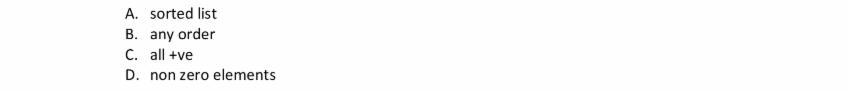 A. sorted list
B. any order
C. all +ve
D. non zero elements